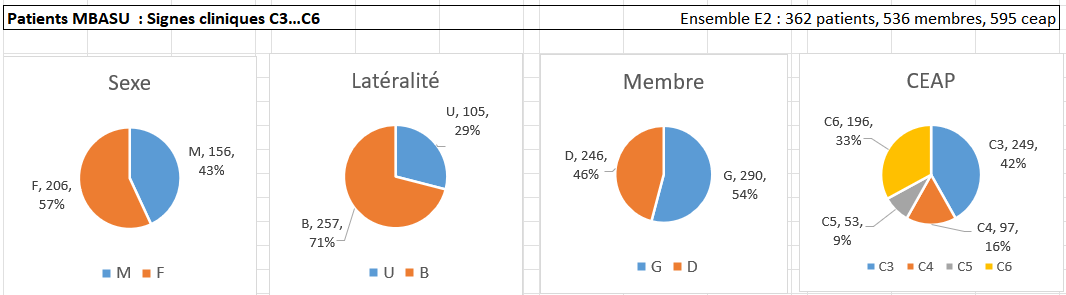 Patients MBASU : Signes cliniques C3...C6
Ensemble E2 : 362 patients, 536 membres, 595 ceap
Sexe
M, 156,
43%
F, 206,
57%
M F
Latéralité
U, 105,
29%
B, 257,
71%
U B
Membre
D, 246,
46%
G, 290,
54%
G D
CEAP
C6, 196,
33%
C3, 249,
42%
C5, 53,
9%
C4, 97,
16%
C3 C4 C5 C6